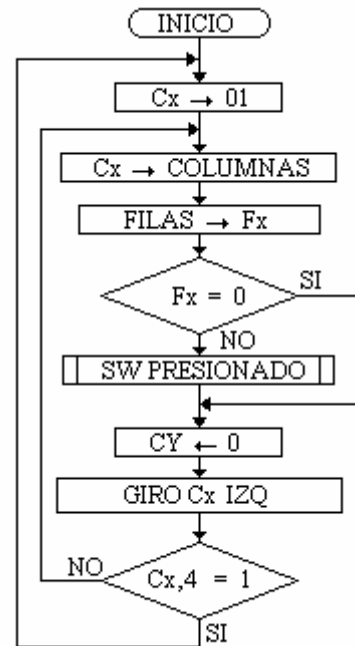 INICIO
Cx → 01
Cx → COLUMNAS
FILAS → Fx
Fx = 0
SI
NO
SW PRESIONADO
CY ← 0
GIRO Cx IZQ
Cx,4 = 1
NO
SI